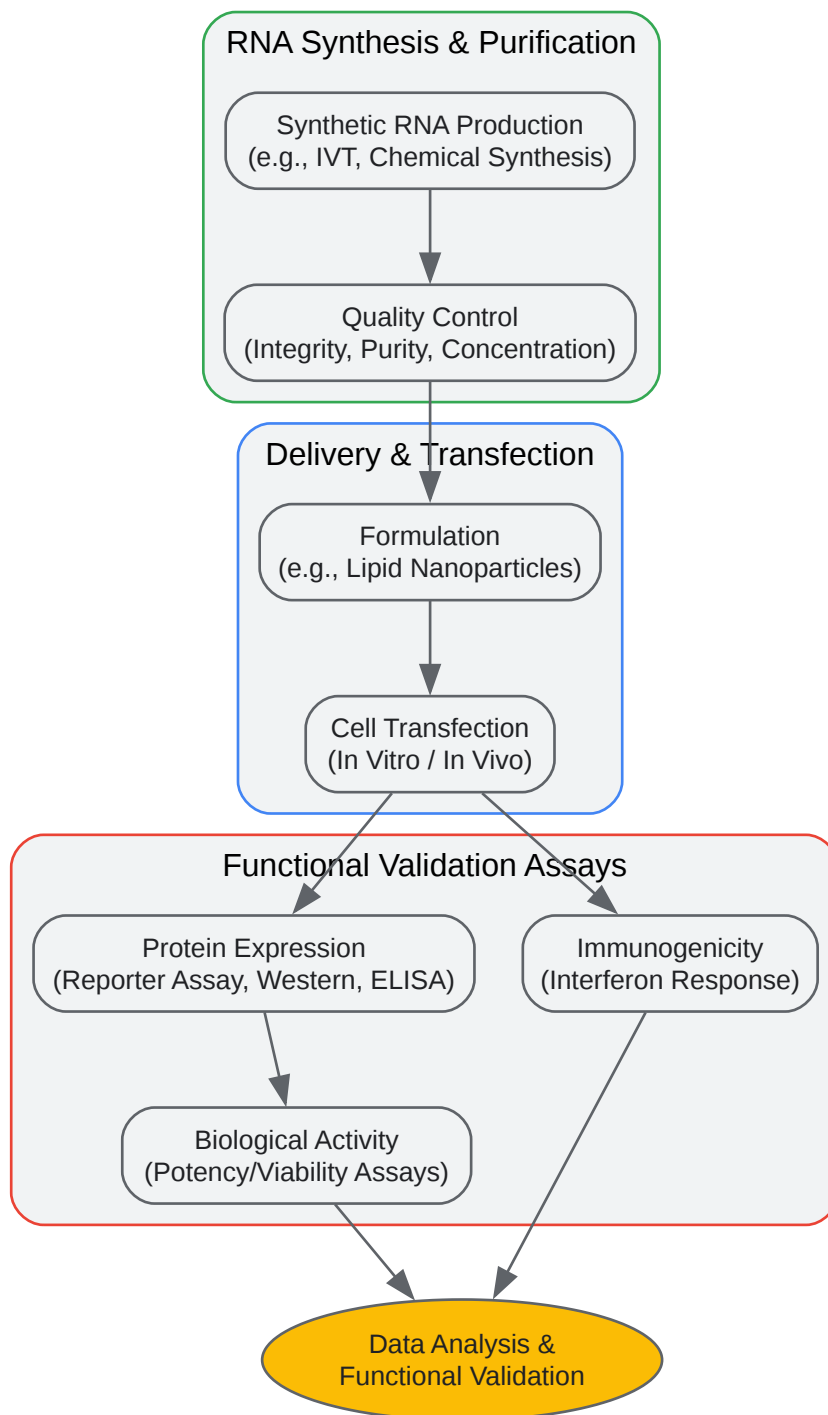 RNA Synthesis & Purification
Synthetic RNA Production
(e.g., IVT, Chemical Synthesis)
Quality Control
(Integrity, Purity, Concentration)
Delivery & Transfection
Formulation
(e.g., Lipid Nanoparticles)
Cell Transfection
(In Vitro / In Vivo)
Functional Validation Assays
Protein Expression
(Reporter Assay, Western, ELISA)
Immunogenicity
(Interferon Response)
Biological Activity
(Potency/Viability Assays)
Data Analysis &
Functional Validation